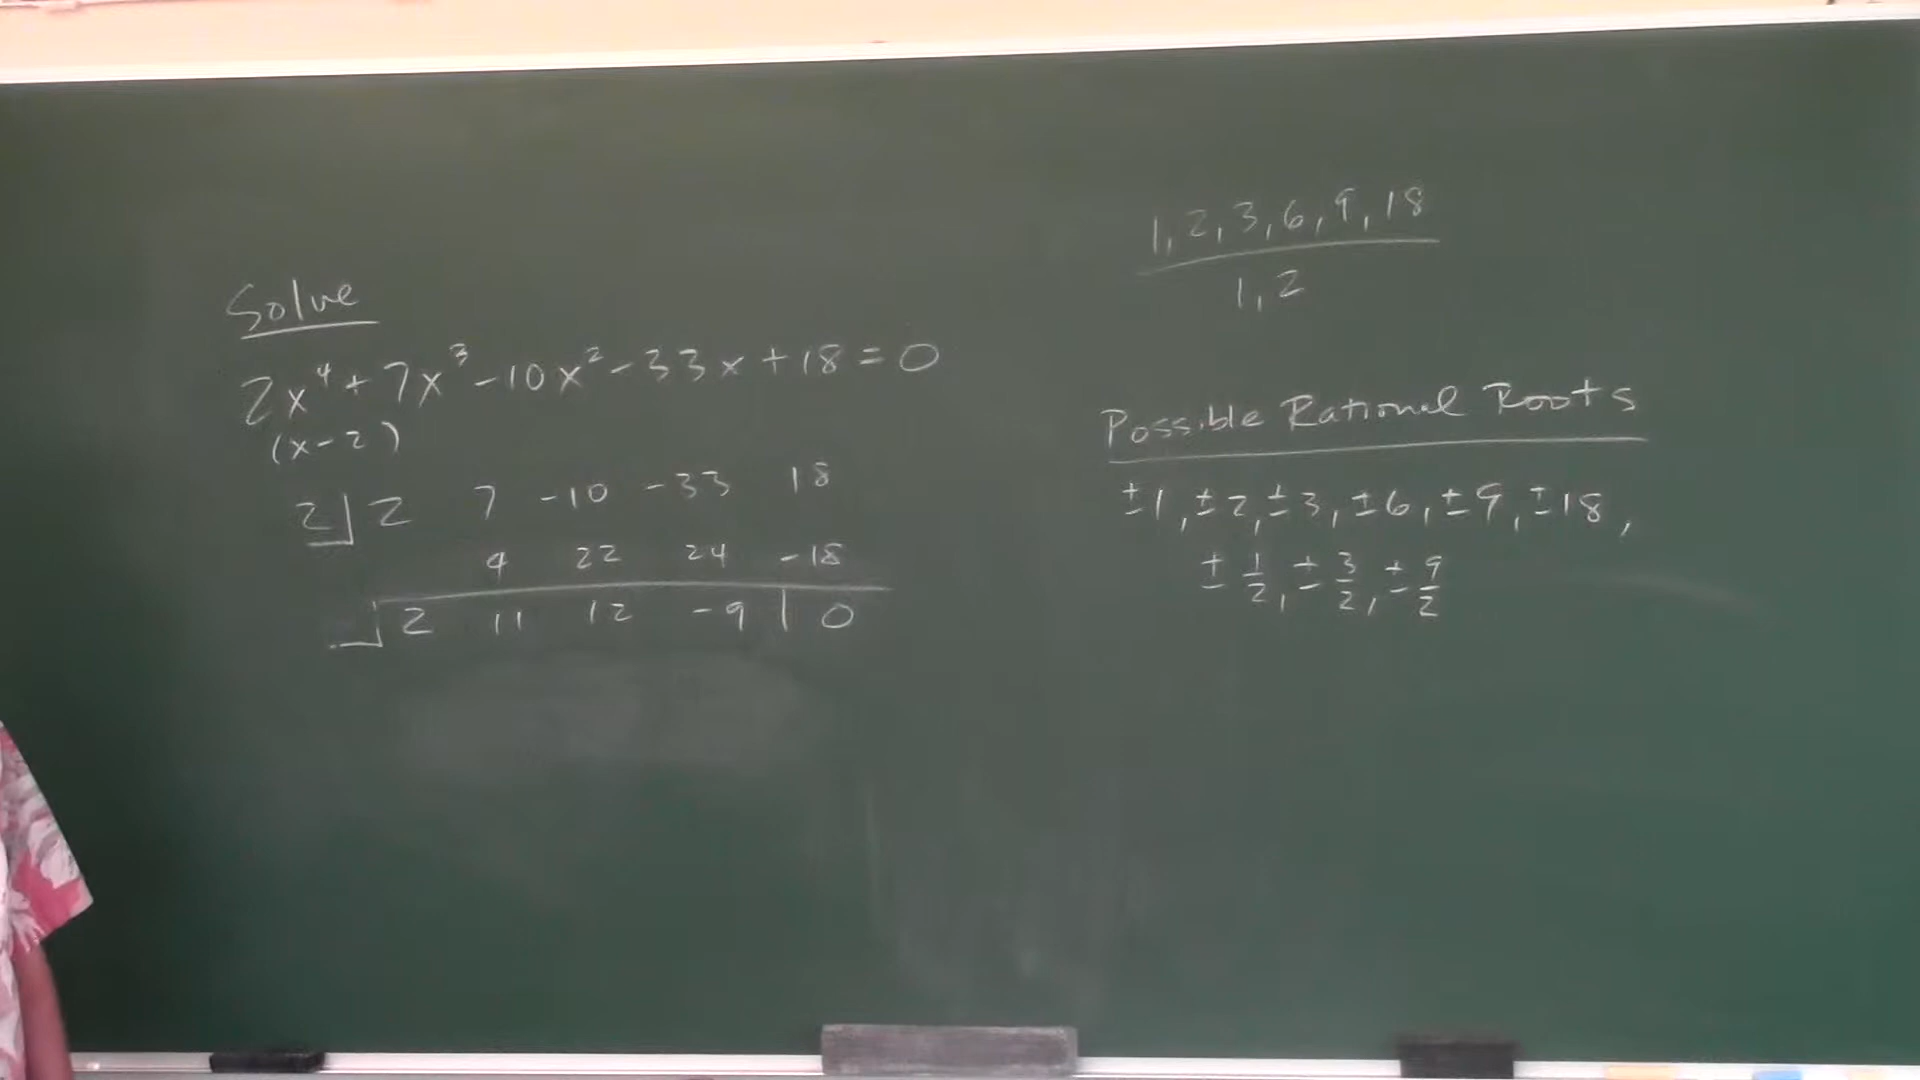 Solve
2x⁴+7x³-10x²-33x+18=0
(x-2)
2 2 7 -10 -33 18
4 22 24 -18
2 11 12 -9 | 0
1,2,3,6,9,18
1,2
Possible Rational Roots
±1,±2,±3,±6,±9,±18,
±1/2,±3/2,±9/2